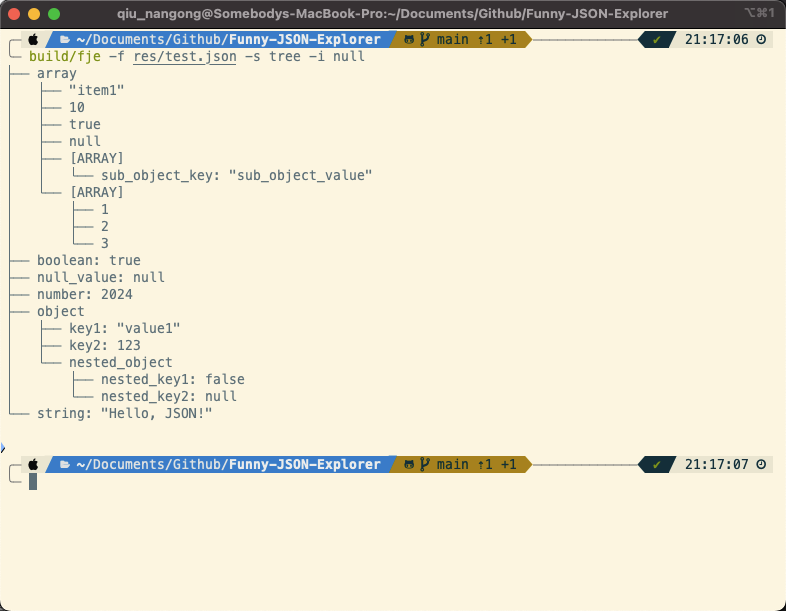 qiu_nangong@Somebodys-MacBook-Pro:~/Documents/Github/Funny-JSON-Explorer ⌥⌘1
~/Documents/Github/Funny-JSON-Explorer main ↑1 +1 ✔ 21:17:06
build/fje -f res/test.json -s tree -i null
├── array
│   ├── "item1"
│   ├── 10
│   ├── true
│   ├── null
│   ├── [ARRAY]
│   │   └── sub_object_key: "sub_object_value"
│   └── [ARRAY]
│       ├── 1
│       ├── 2
│       └── 3
├── boolean: true
├── null_value: null
├── number: 2024
├── object
│   ├── key1: "value1"
│   ├── key2: 123
│   └── nested_object
│       ├── nested_key1: false
│       └── nested_key2: null
└── string: "Hello, JSON!"
~/Documents/Github/Funny-JSON-Explorer main ↑1 +1 ✔ 21:17:07